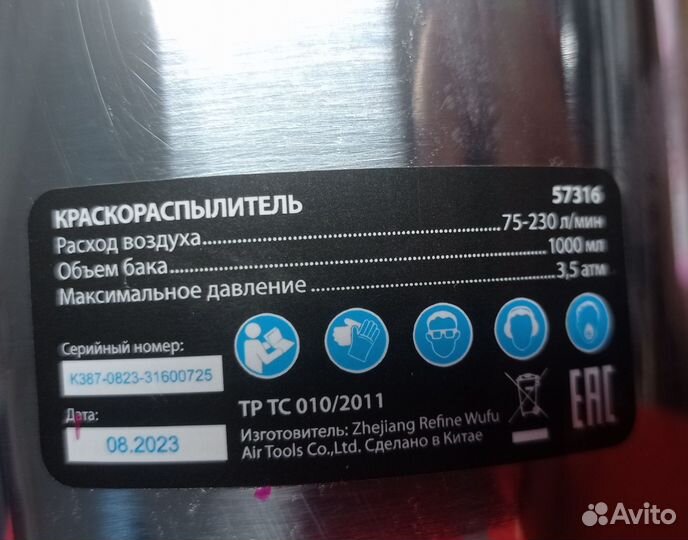 КРАСКОРАСПЫЛИТЕЛЬ 57316
Расход воздуха 75-230 л/мин
Объем бака 1000 мл
Максимальное давление 3,5 атм
Серийный номер:
K387-0823-31600725
Дата:
08.2023
ТР ТС 010/2011
Изготовитель: Zhejiang Refine Wufu
Air Tools Co.,Ltd. Сделано в Китае
EAC
Avito